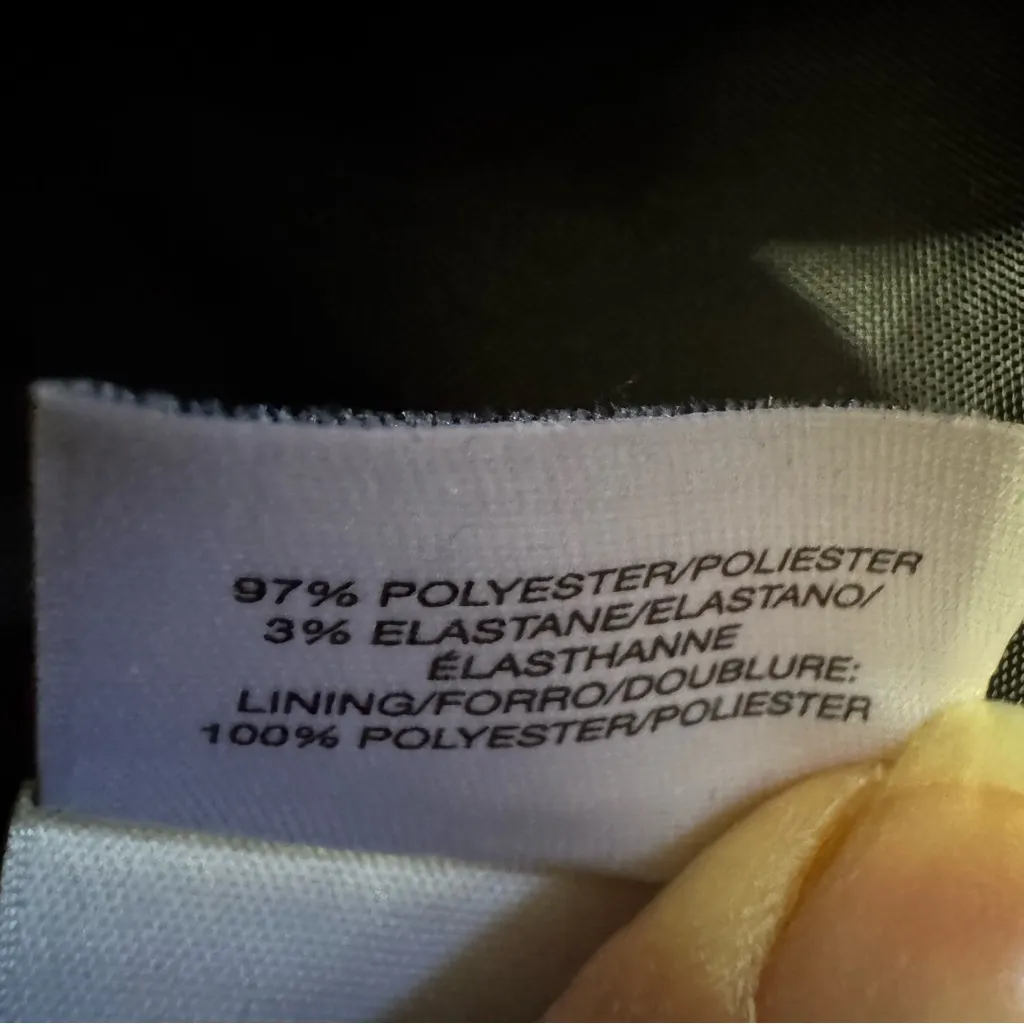 97% POLYESTER/POLIESTER
3% ELASTANE/ELASTANO/
ÉLASTHANNE
LINING/FORRO/DOUBLURE:
100% POLYESTER/POLIESTER